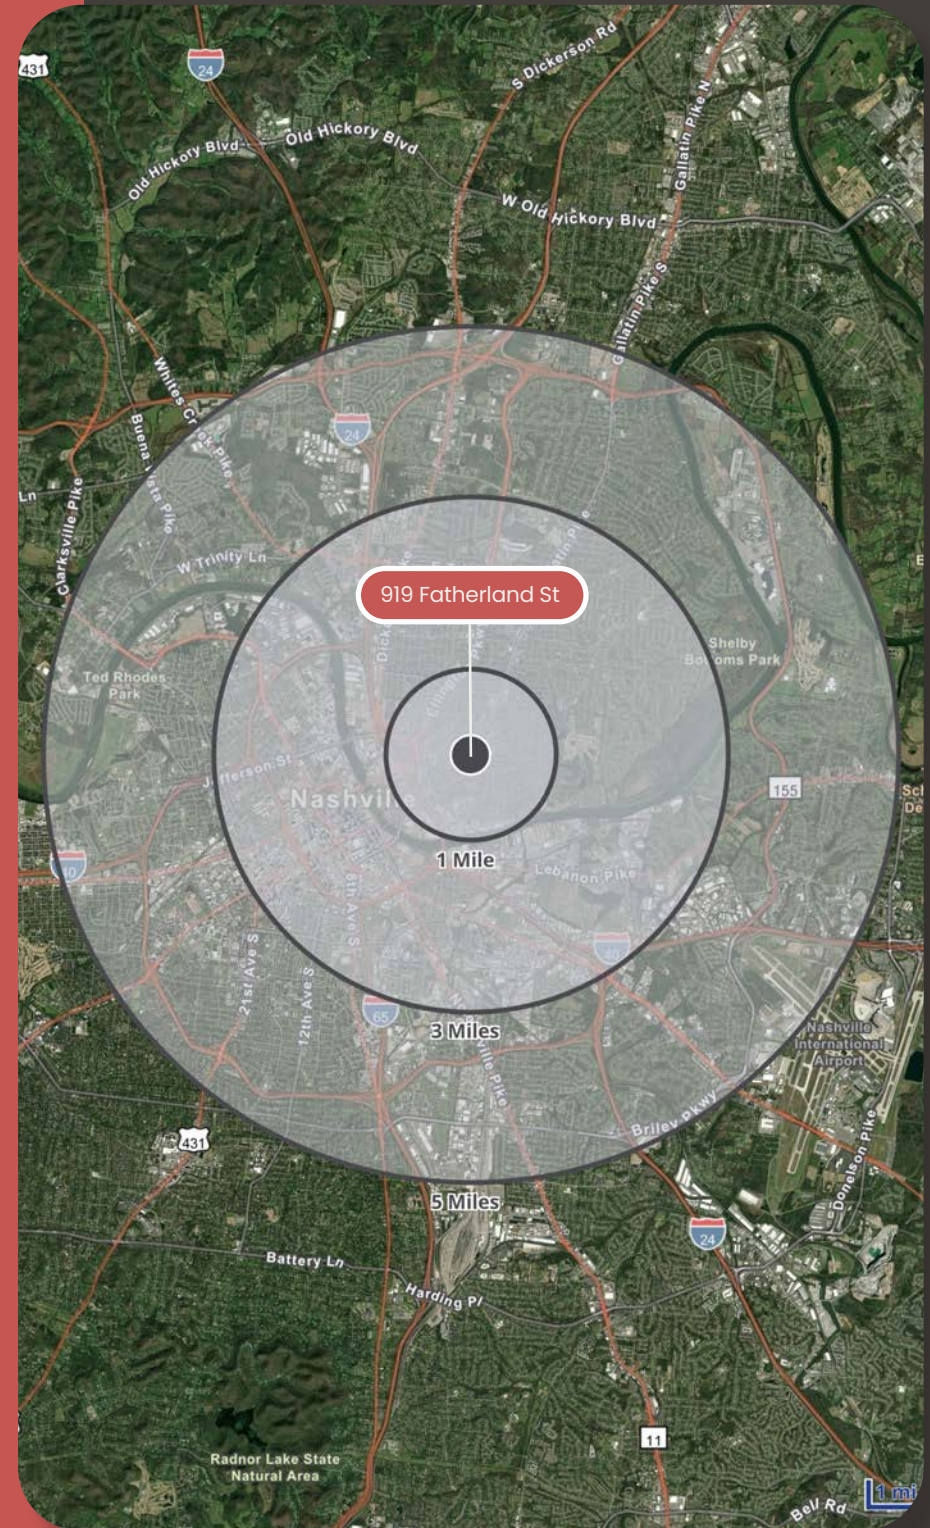 431
24
S Dickerson Rd
Gallatin Pike N
Old Hickory Blvd
Old Hickory Blvd
W Old Hickory Blvd
Gallatin Pike S
Whites Creek Pike
24
Buena Vista Pike
Ln
Clarksville Pike
W Trinity Ln
919 Fatherland St
Shelby
Bottoms Park
Ted Rhodes
Park
Jefferson St
Nashville
155
1 Mile
40
Lebanon Pike
8th Ave S
21st Ave S
12th Ave S
40
65
3 Miles
Nashville
International
Airport
Briley Pkwy
431
Donelson Pike
5 Miles
24
Battery Ln
Harding Pl
11
Radnor Lake State
Natural Area
1 mi
Bell Rd